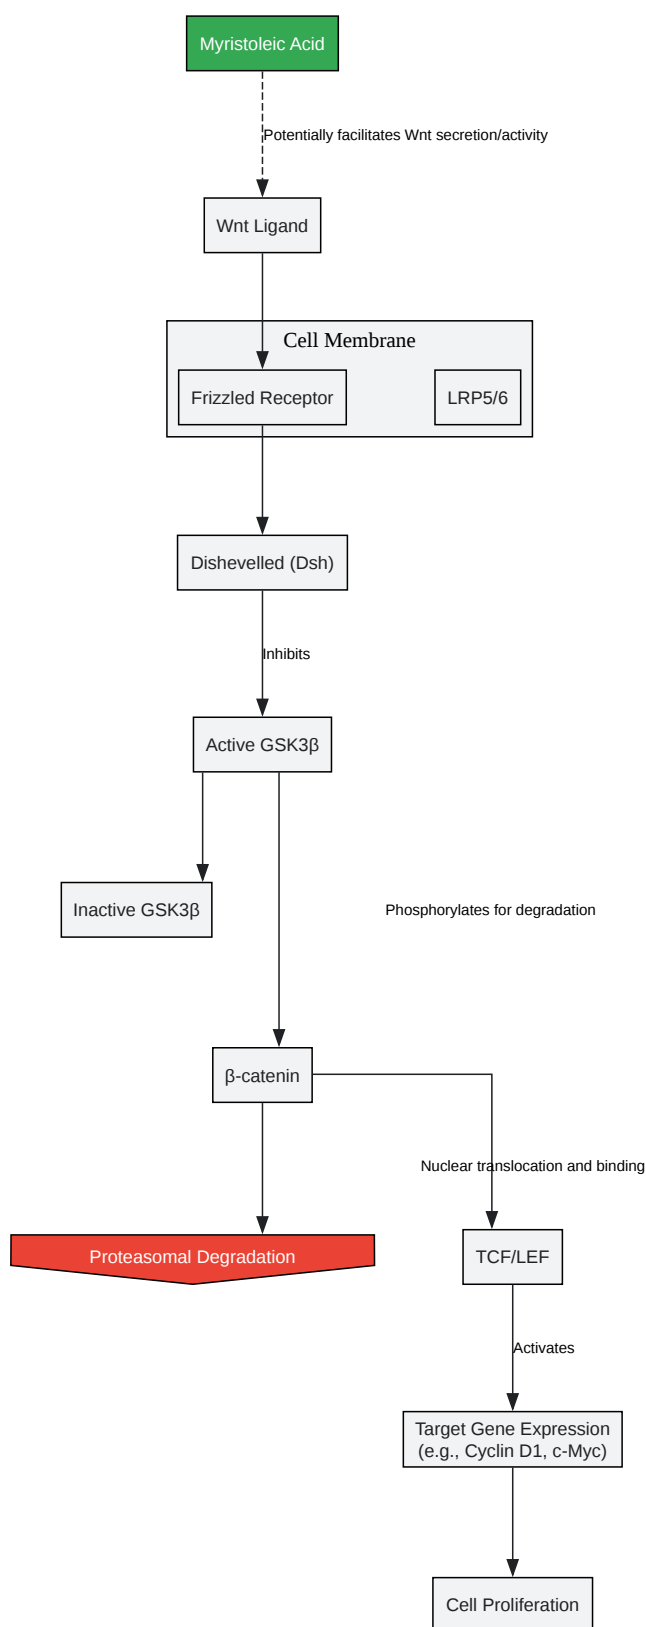 Myristoleic Acid
Potentially facilitates Wnt secretion/activity
Wnt Ligand
Cell Membrane
Frizzled Receptor
LRP5/6
Dishevelled (Dsh)
Inhibits
Active GSK3β
Inactive GSK3β
Phosphorylates for degradation
β-catenin
Nuclear translocation and binding
Proteasomal Degradation
TCF/LEF
Activates
Target Gene Expression
(e.g., Cyclin D1, c-Myc)
Cell Proliferation